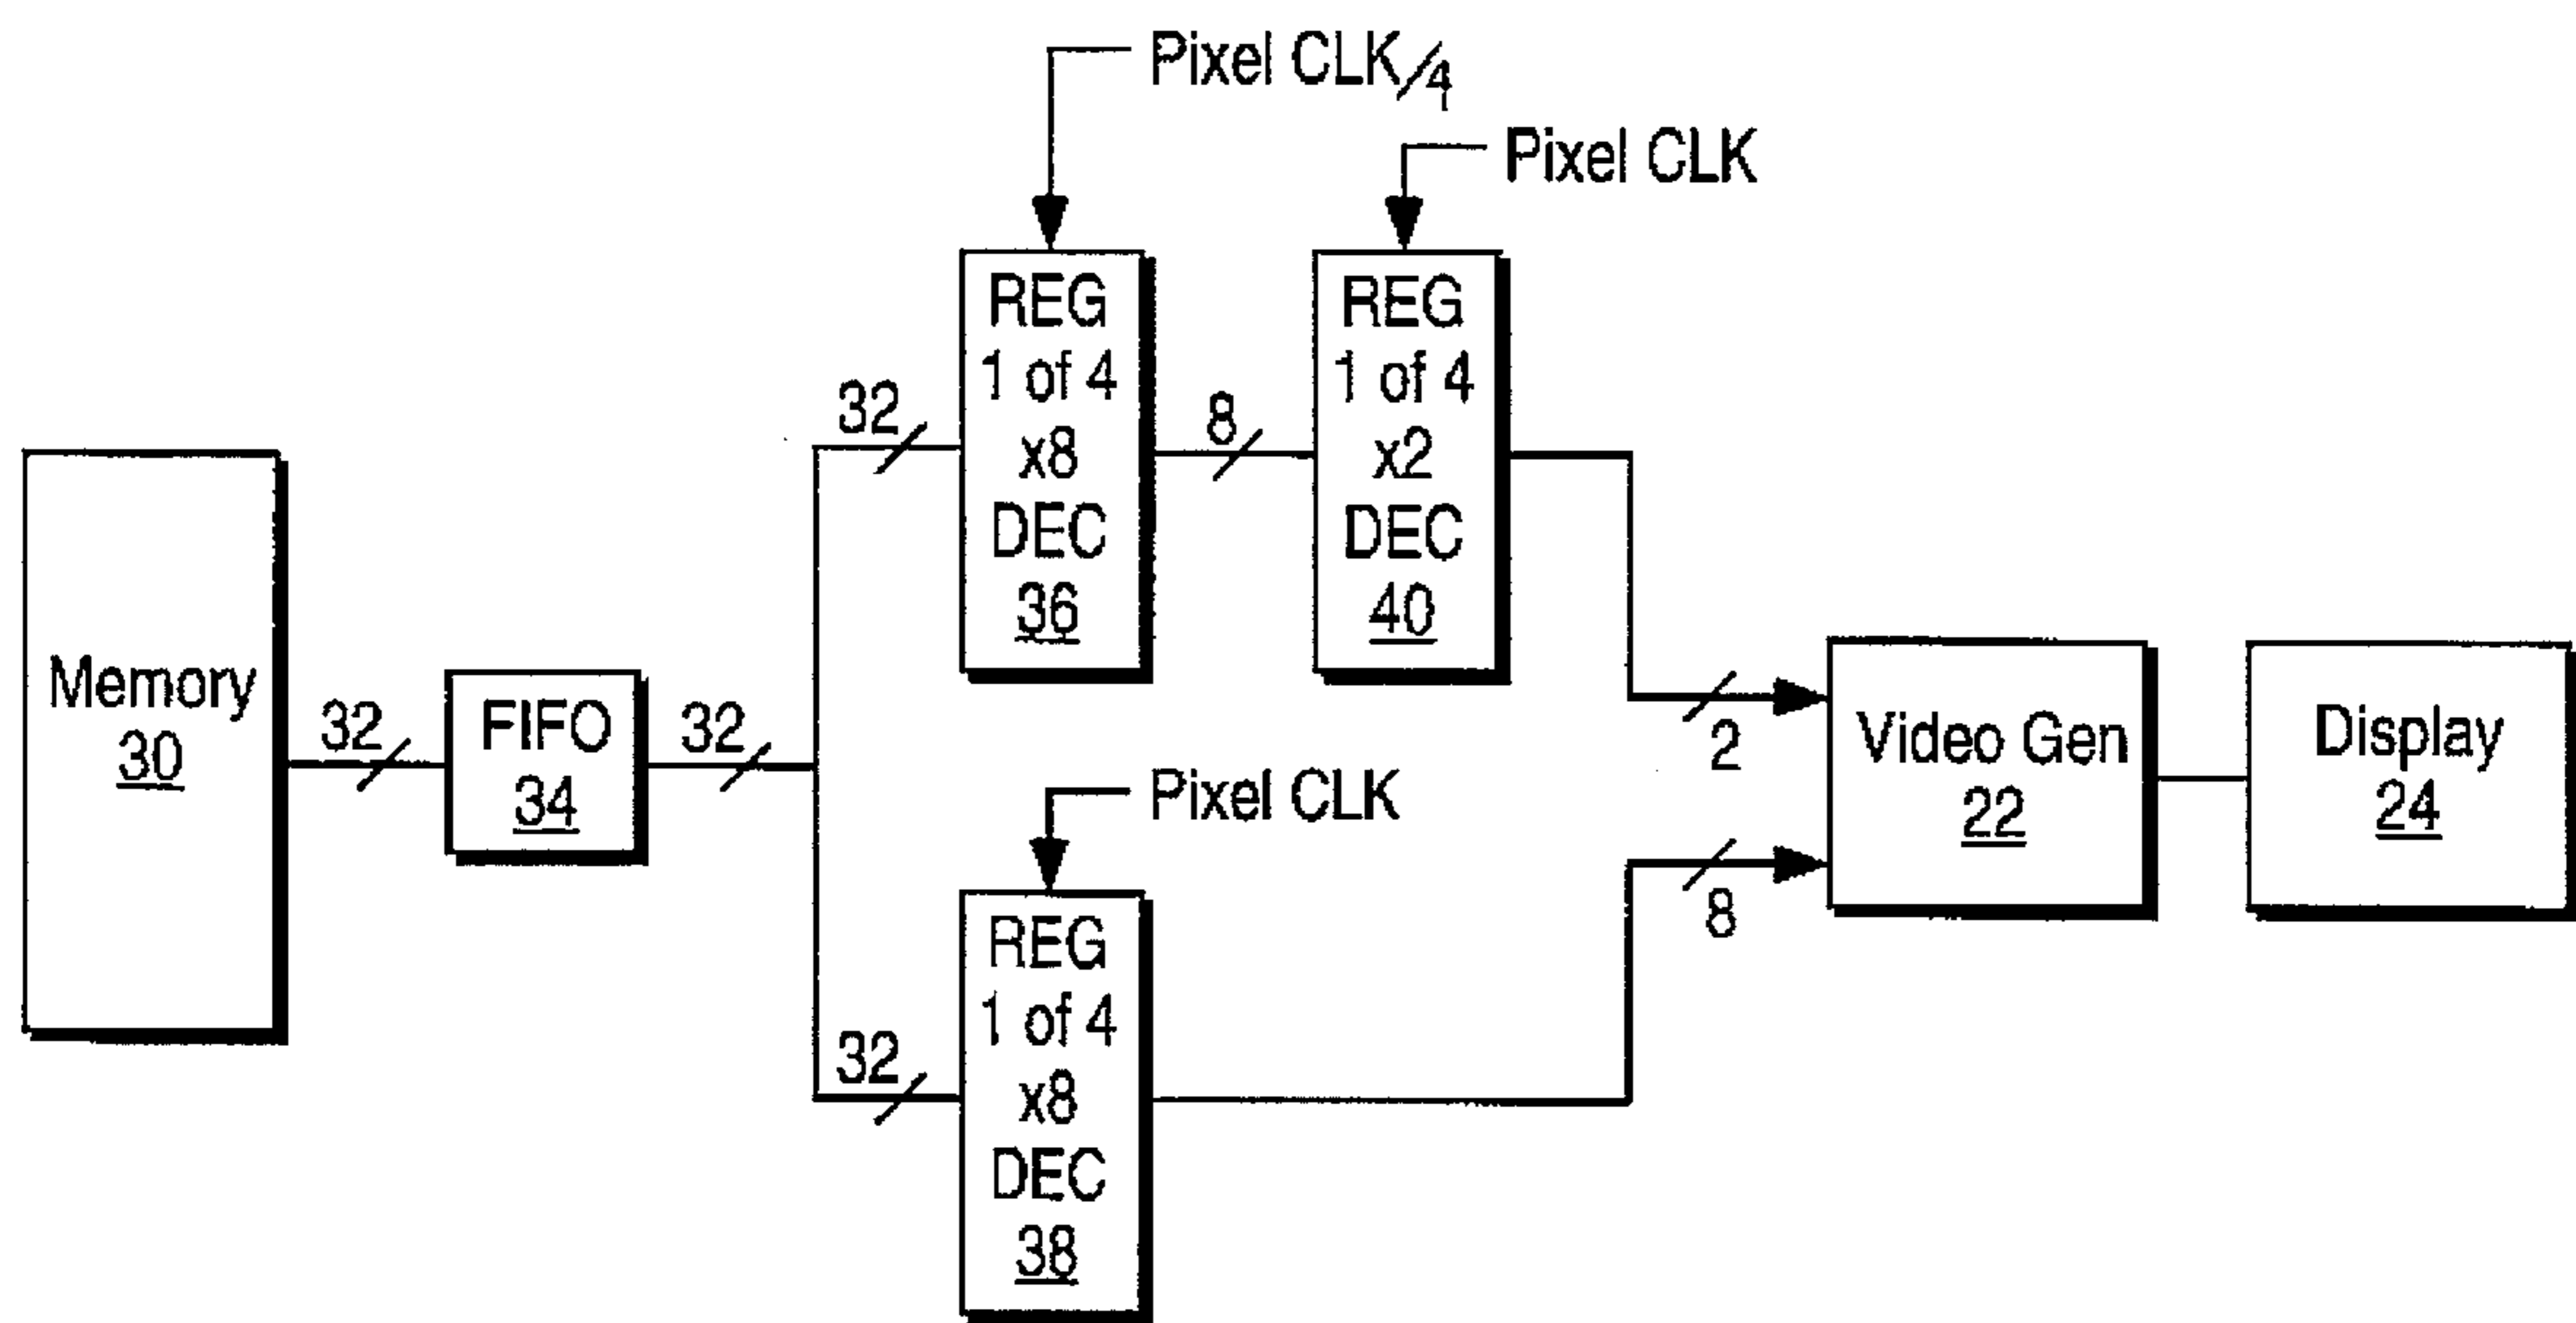 Pixel CLK/4
Pixel CLK
REG
1 of 4
x8
DEC
36
REG
1 of 4
x2
DEC
40
32
8
Memory
30
32
FIFO
34
32
2
Video Gen
22
Display
24
Pixel CLK
8
32
REG
1 of 4
x8
DEC
38